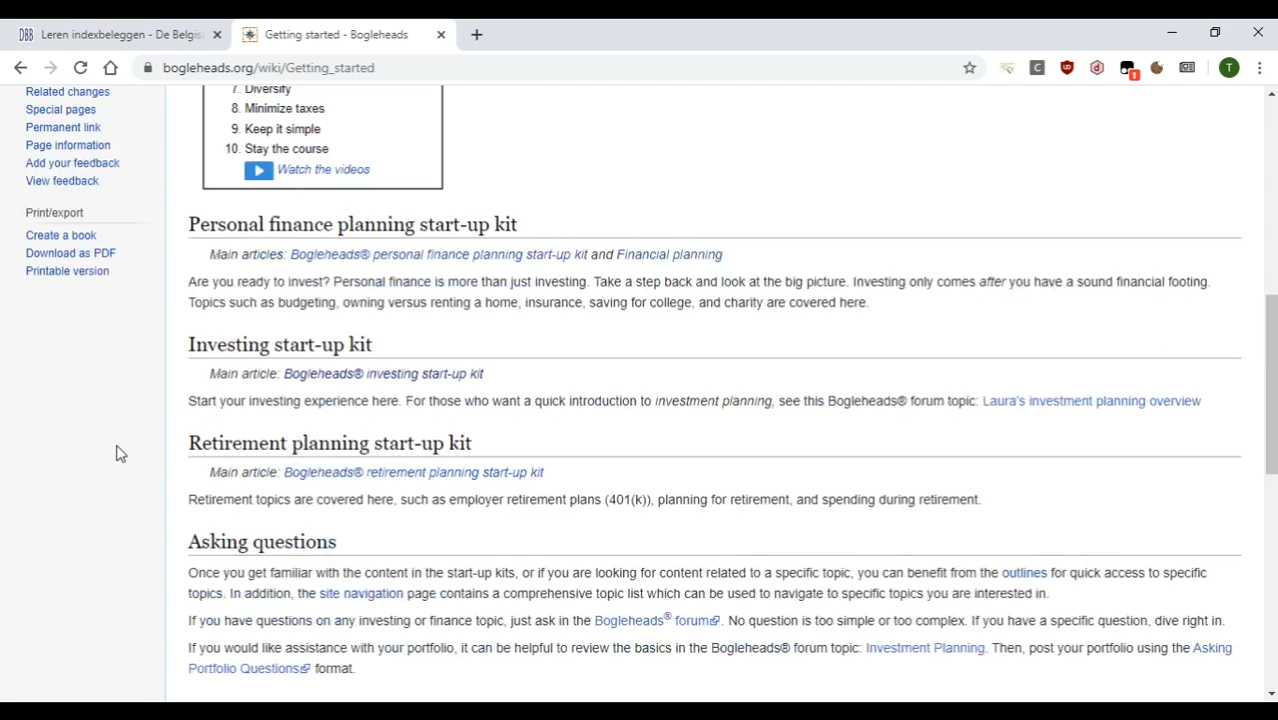 Leren indexbeleggen - De Belgis
Getting started - Bogleheads
bogleheads.org/wiki/Getting_started
1
T
Related changes
Special pages
Permanent link
Page information
Add your feedback
View feedback
Print/export
Create a book
Download as PDF
Printable version
7. Diversify
8. Minimize taxes
9. Keep it simple
10. Stay the course
Watch the videos
Personal finance planning start-up kit
Main articles: Bogleheads® personal finance planning start-up kit and Financial planning
Are you ready to invest? Personal finance is more than just investing. Take a step back and look at the big picture. Investing only comes after you have a sound financial footing.
Topics such as budgeting, owning versus renting a home, insurance, saving for college, and charity are covered here.
Investing start-up kit
Main article: Bogleheads® investing start-up kit
Start your investing experience here. For those who want a quick introduction to investment planning, see this Bogleheads® forum topic: Laura's investment planning overview
Retirement planning start-up kit
Main article: Bogleheads® retirement planning start-up kit
Retirement topics are covered here, such as employer retirement plans (401(k)), planning for retirement, and spending during retirement.
Asking questions
Once you get familiar with the content in the start-up kits, or if you are looking for content related to a specific topic, you can benefit from the outlines for quick access to specific
topics. In addition, the site navigation page contains a comprehensive topic list which can be used to navigate to specific topics you are interested in.
If you have questions on any investing or finance topic, just ask in the Bogleheads® forum. No question is too simple or too complex. If you have a specific question, dive right in.
If you would like assistance with your portfolio, it can be helpful to review the basics in the Bogleheads® forum topic: Investment Planning. Then, post your portfolio using the Asking
Portfolio Questions format.